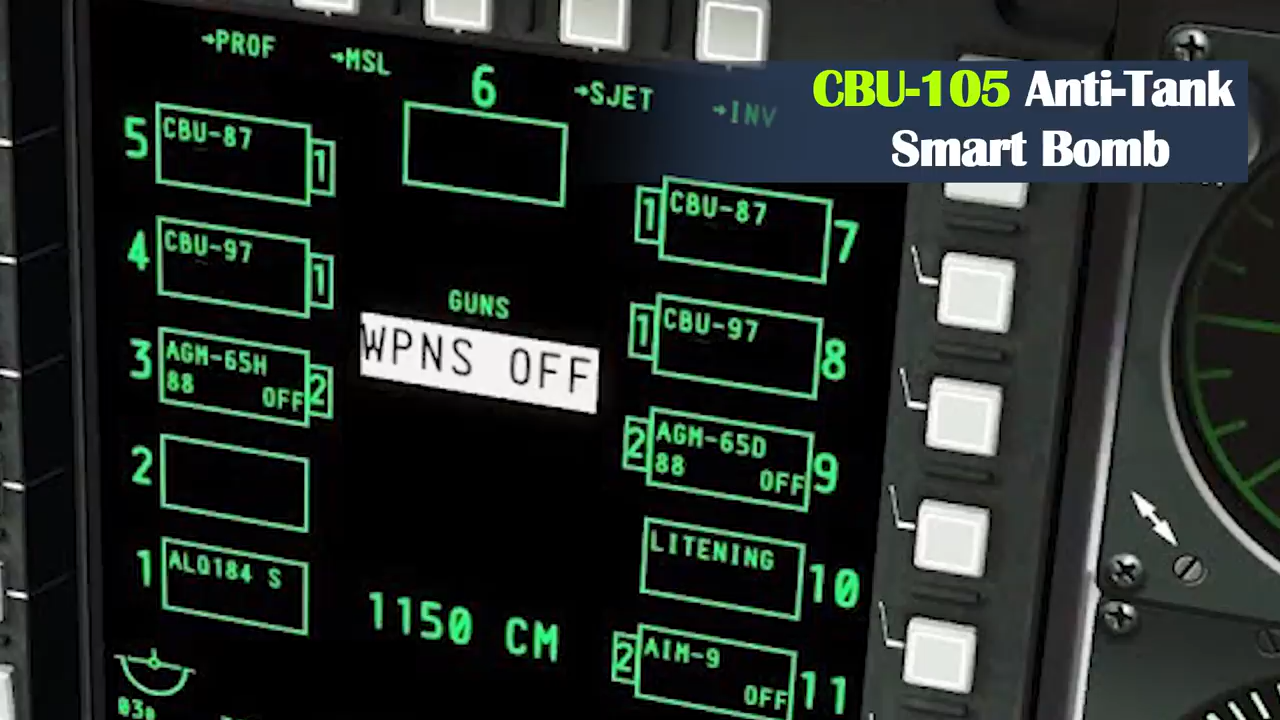 CBU-105 Anti-Tank
Smart Bomb
→PROF
→MSL
6
→SJET
→INV
5
CBU-87
1
1
CBU-87
7
4
CBU-97
1
1
CBU-97
8
GUNS
WPNS OFF
3
AGM-65H
88 OFF
2
2
AGM-65D
88 OFF
9
2
LITENING
10
1
ALQ184 S
1150 CM
2
AIM-9
OFF
11